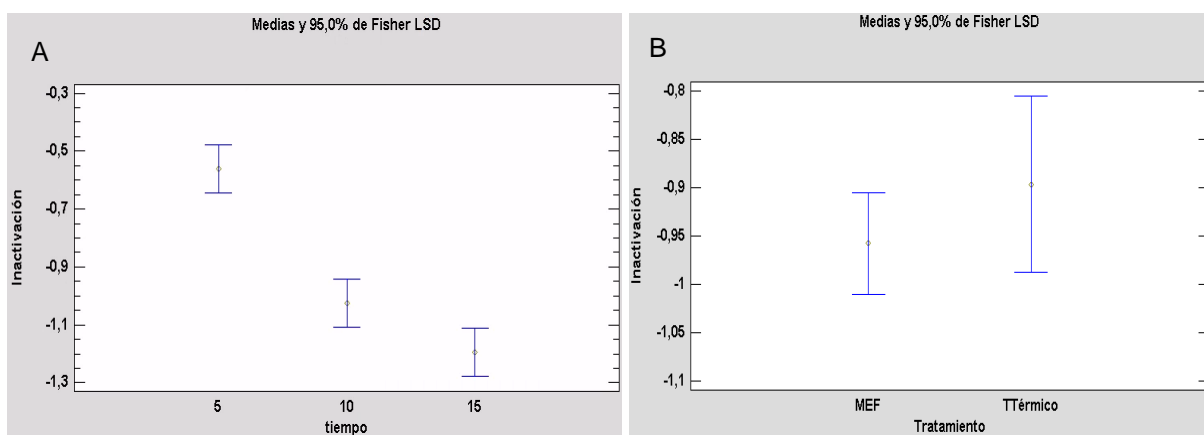 Medias y 95,0% de Fisher LSD
A
-0,3
-0,5
-0,7
-0,9
-1,1
-1,3
Inactivación
5 10 15
tiempo
Medias y 95,0% de Fisher LSD
B
-0,8
-0,85
-0,9
-0,95
-1
-1,05
-1,1
Inactivación
MEF TTérmico
Tratamiento